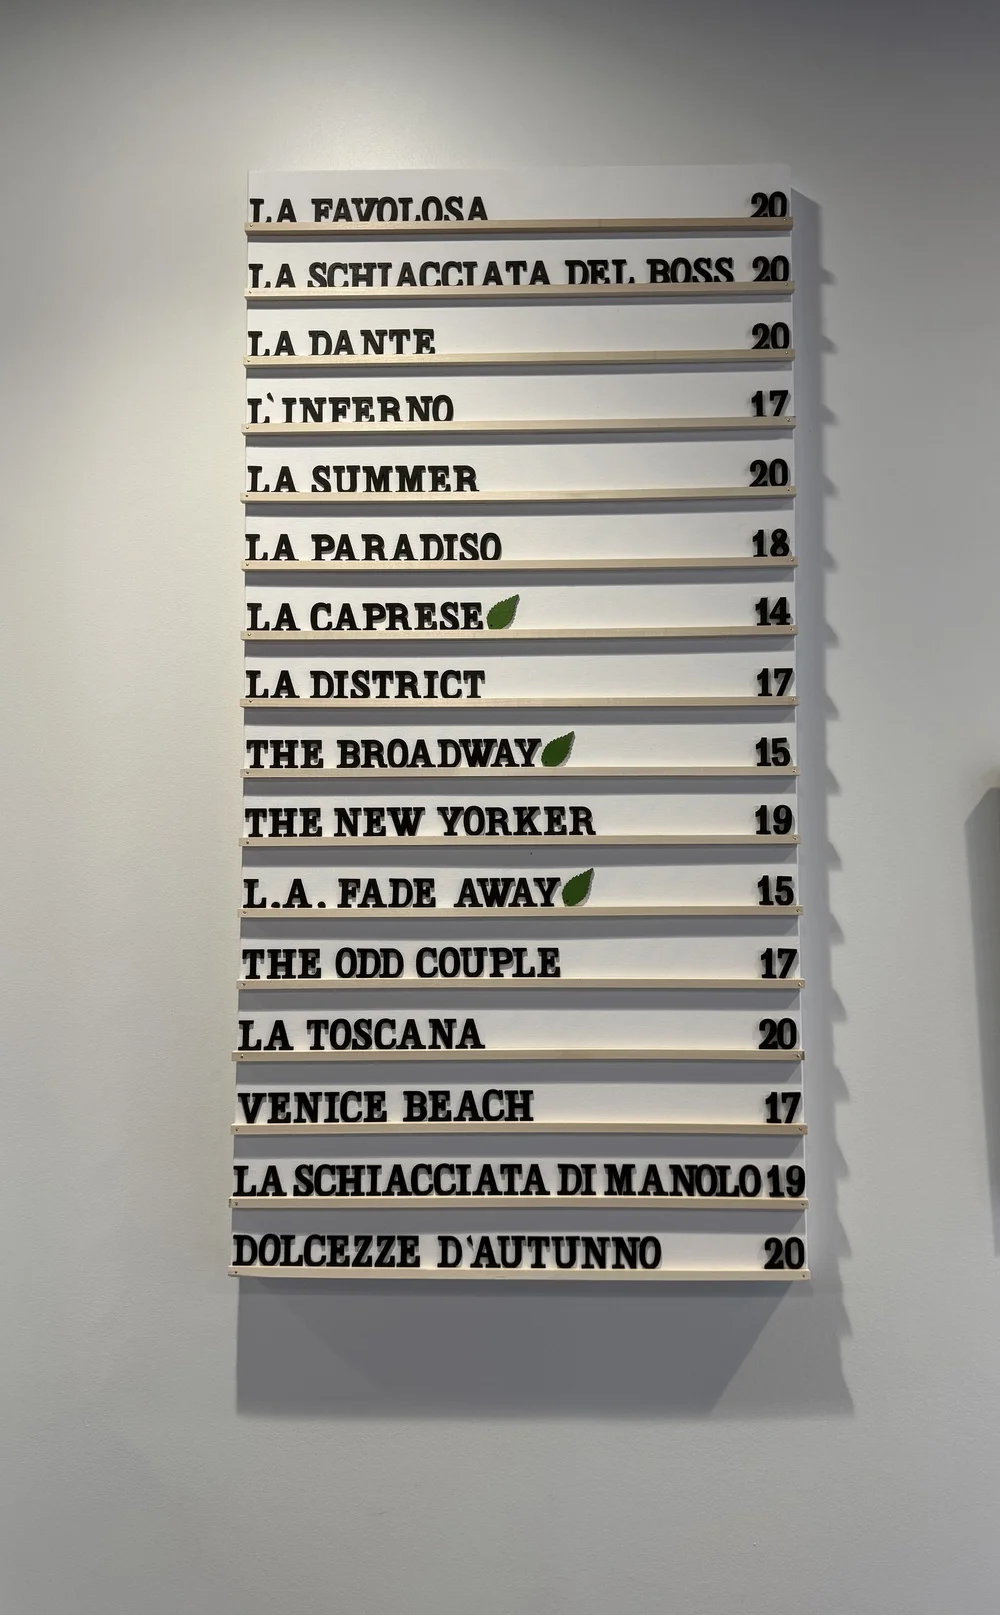 LA FAVOLOSA 20
LA SCHIACCIATA DEL BOSS 20
LA DANTE 20
L`INFERNO 17
LA SUMMER 20
LA PARADISO 18
LA CAPRESE 14
LA DISTRICT 17
THE BROADWAY 15
THE NEW YORKER 19
L.A. FADE AWAY 15
THE ODD COUPLE 17
LA TOSCANA 20
VENICE BEACH 17
LA SCHIACCIATA DI MANOLO 19
DOLCEZZE D`AUTUNNO 20